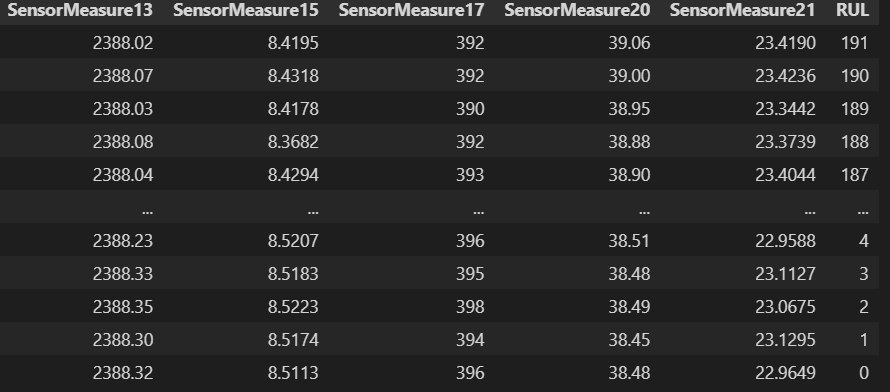 SensorMeasure13 SensorMeasure15 SensorMeasure17 SensorMeasure20 SensorMeasure21 RUL
2388.02 8.4195 392 39.06 23.4190 191
2388.07 8.4318 392 39.00 23.4236 190
2388.03 8.4178 390 38.95 23.3442 189
2388.08 8.3682 392 38.88 23.3739 188
2388.04 8.4294 393 38.90 23.4044 187
... ... ... ... ... ...
2388.23 8.5207 396 38.51 22.9588 4
2388.33 8.5183 395 38.48 23.1127 3
2388.35 8.5223 398 38.49 23.0675 2
2388.30 8.5174 394 38.45 23.1295 1
2388.32 8.5113 396 38.48 22.9649 0